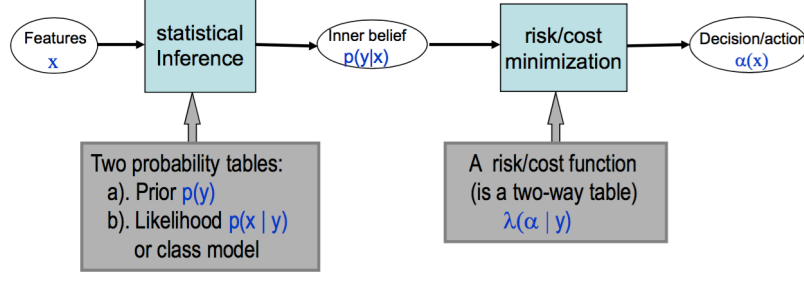 Features
x
statistical
Inference
Inner belief
p(y|x)
risk/cost
minimization
Decision/action
α(x)
Two probability tables:
a). Prior p(y)
b). Likelihood p(x | y)
or class model
A risk/cost function
(is a two-way table)
λ(α | y)